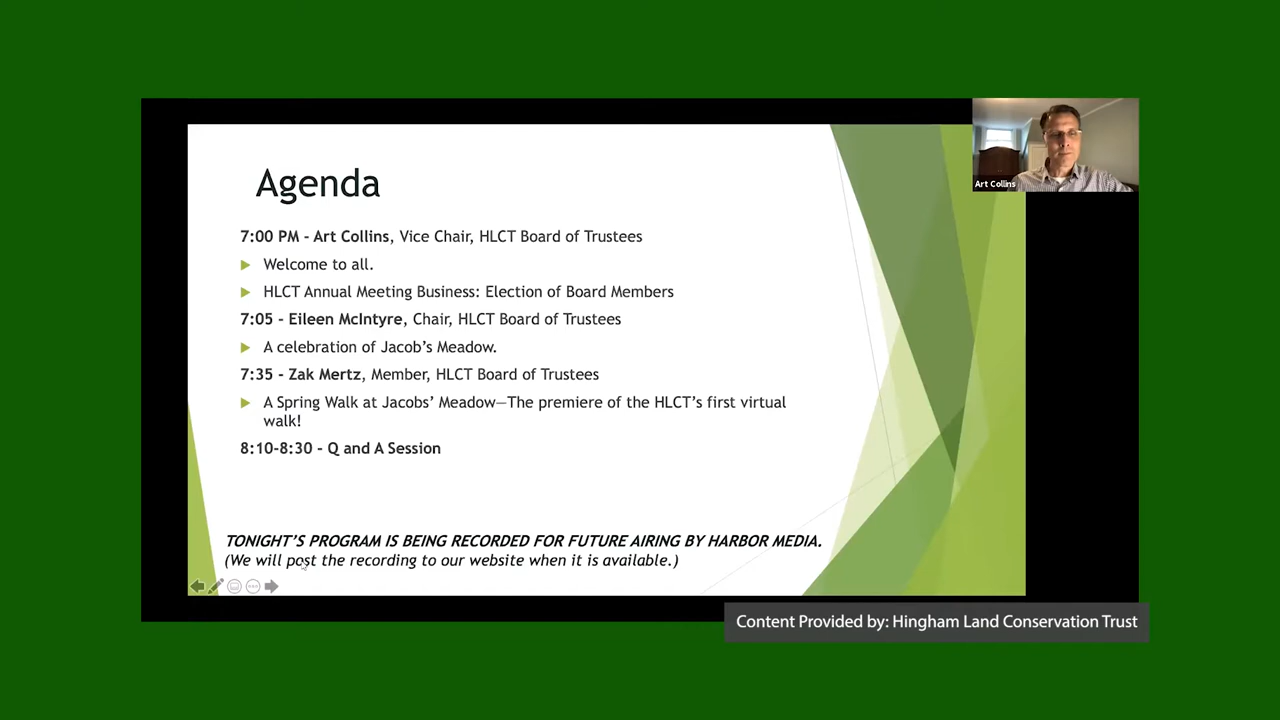 Agenda
Art Collins
7:00 PM - Art Collins, Vice Chair, HLCT Board of Trustees
Welcome to all.
HLCT Annual Meeting Business: Election of Board Members
7:05 - Eileen McIntyre, Chair, HLCT Board of Trustees
A celebration of Jacob's Meadow.
7:35 - Zak Mertz, Member, HLCT Board of Trustees
A Spring Walk at Jacobs' Meadow—The premiere of the HLCT's first virtual
walk!
8:10-8:30 - Q and A Session
TONIGHT'S PROGRAM IS BEING RECORDED FOR FUTURE AIRING BY HARBOR MEDIA.
(We will post the recording to our website when it is available.)
Content Provided by: Hingham Land Conservation Trust